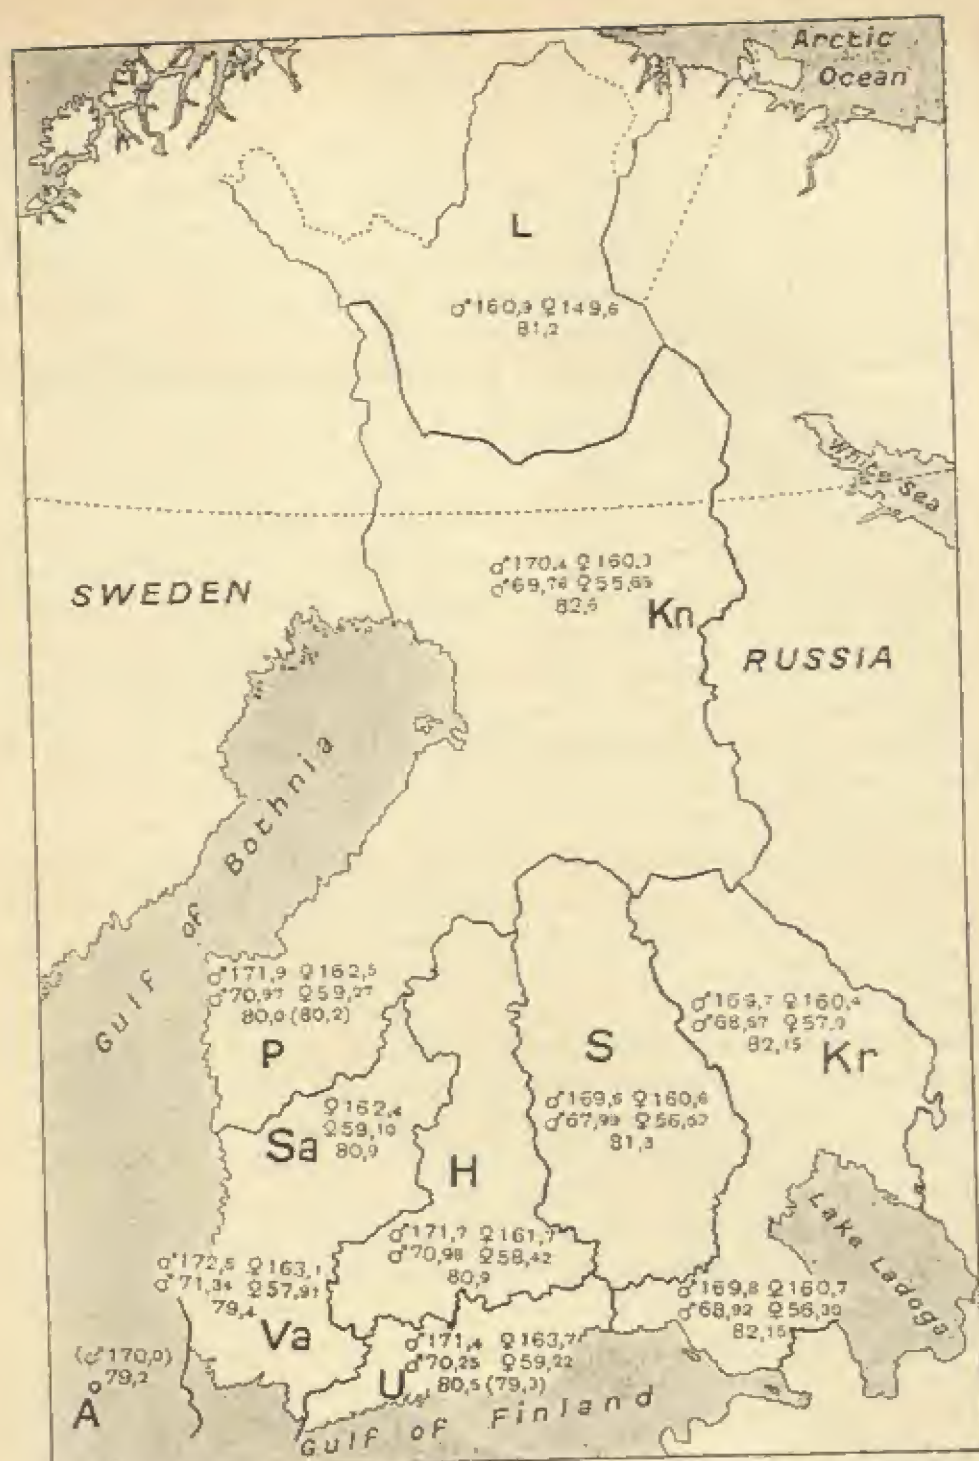 Arctic
Ocean
L
♂160,9 ♀149,6
81,2
White Sea
♂170,4 ♀160,3
♂69,76 ♀55,65
82,6
SWEDEN
Kn
RUSSIA
Gulf of Bothnia
♂171,9 ♀162,5
♂70,97 ♀59,27
80,0 (80,2)
P
♂169,7 ♀160,4
♂68,67 ♀57,9
82,15
Kr
S
♂169,6 ♀160,6
♂67,99 ♀56,62
81,3
♀162,4
♀59,10
80,9
Sa
H
Lake Ladoga
♂171,7 ♀161,7
♂70,98 ♀58,42
80,9
♂172,5 ♀163,1
♂71,34 ♀57,91
79,4
Va
♂169,8 ♀160,7
♂68,92 ♀56,39
82,15
(♂170,0)
79,2
A
♂171,4 ♀163,7
♂70,25 ♀59,22
80,5 (79,3)
U
Gulf of Finland